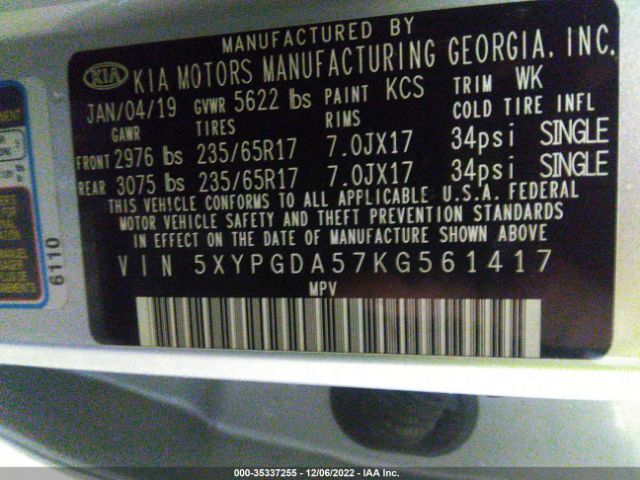 MANUFACTURED BY
KIA KIA MOTORS MANUFACTURING GEORGIA, INC.
JAN/04/19 GVWR 5622 lbs PAINT KCS TRIM WK
GAWR TIRES RIMS COLD TIRE INFL
FRONT 2976 lbs 235/65R17 7.0JX17 34psi SINGLE
REAR 3075 lbs 235/65R17 7.0JX17 34psi SINGLE
THIS VEHICLE CONFORMS TO ALL APPLICABLE U.S.A. FEDERAL
MOTOR VEHICLE SAFETY AND THEFT PREVENTION STANDARDS
IN EFFECT ON THE DATE OF MANUFACTURE SHOWN ABOVE
VIN 5XYPGDA57KG561417
MPV
6110
000-35337255 - 12/06/2022 - IAA Inc.